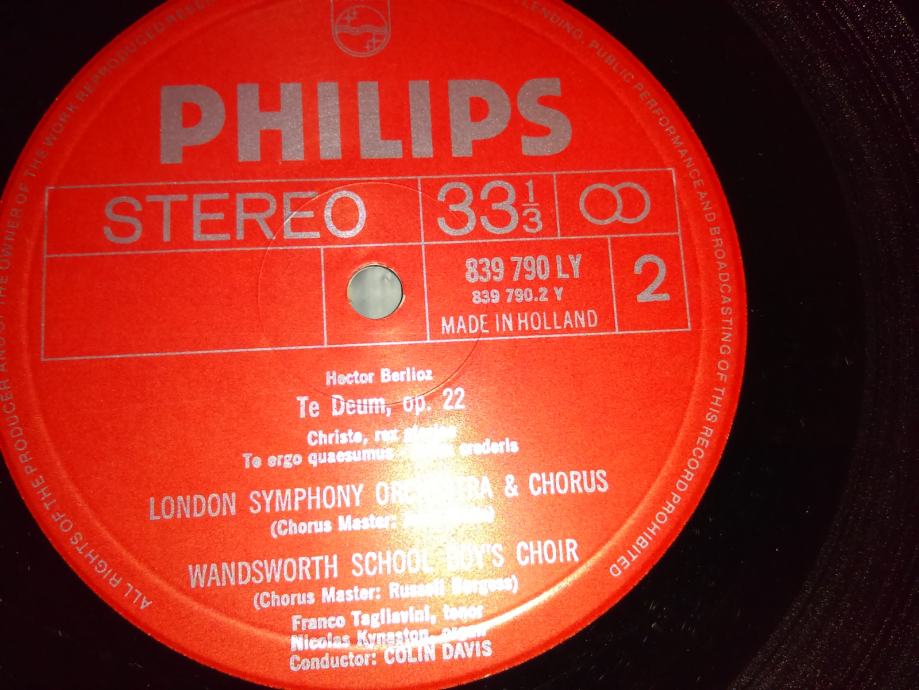 PHILIPS
STEREO
33 1/3
839 790 LY
839 790.2 Y
MADE IN HOLLAND
2
Hector Berlioz
Te Deum, op. 22
Christe, rex
Te ergo quaesumus crederis
LONDON SYMPHONY ORCHESTRA & CHORUS
(Chorus Master:
WANDSWORTH SCHOOL BOY'S CHOIR
(Chorus Master: Russell Burgess)
Franco Tagliavini, tenor
Nicolas Kynaston, organ
Conductor: COLIN DAVIS
ALL RIGHTS OF THE PRODUCER AND OF THE OWNER OF THE WORK REPRODUCED
LENDING, PUBLIC PERFORMANCE AND BROADCASTING OF THIS RECORD PROHIBITED